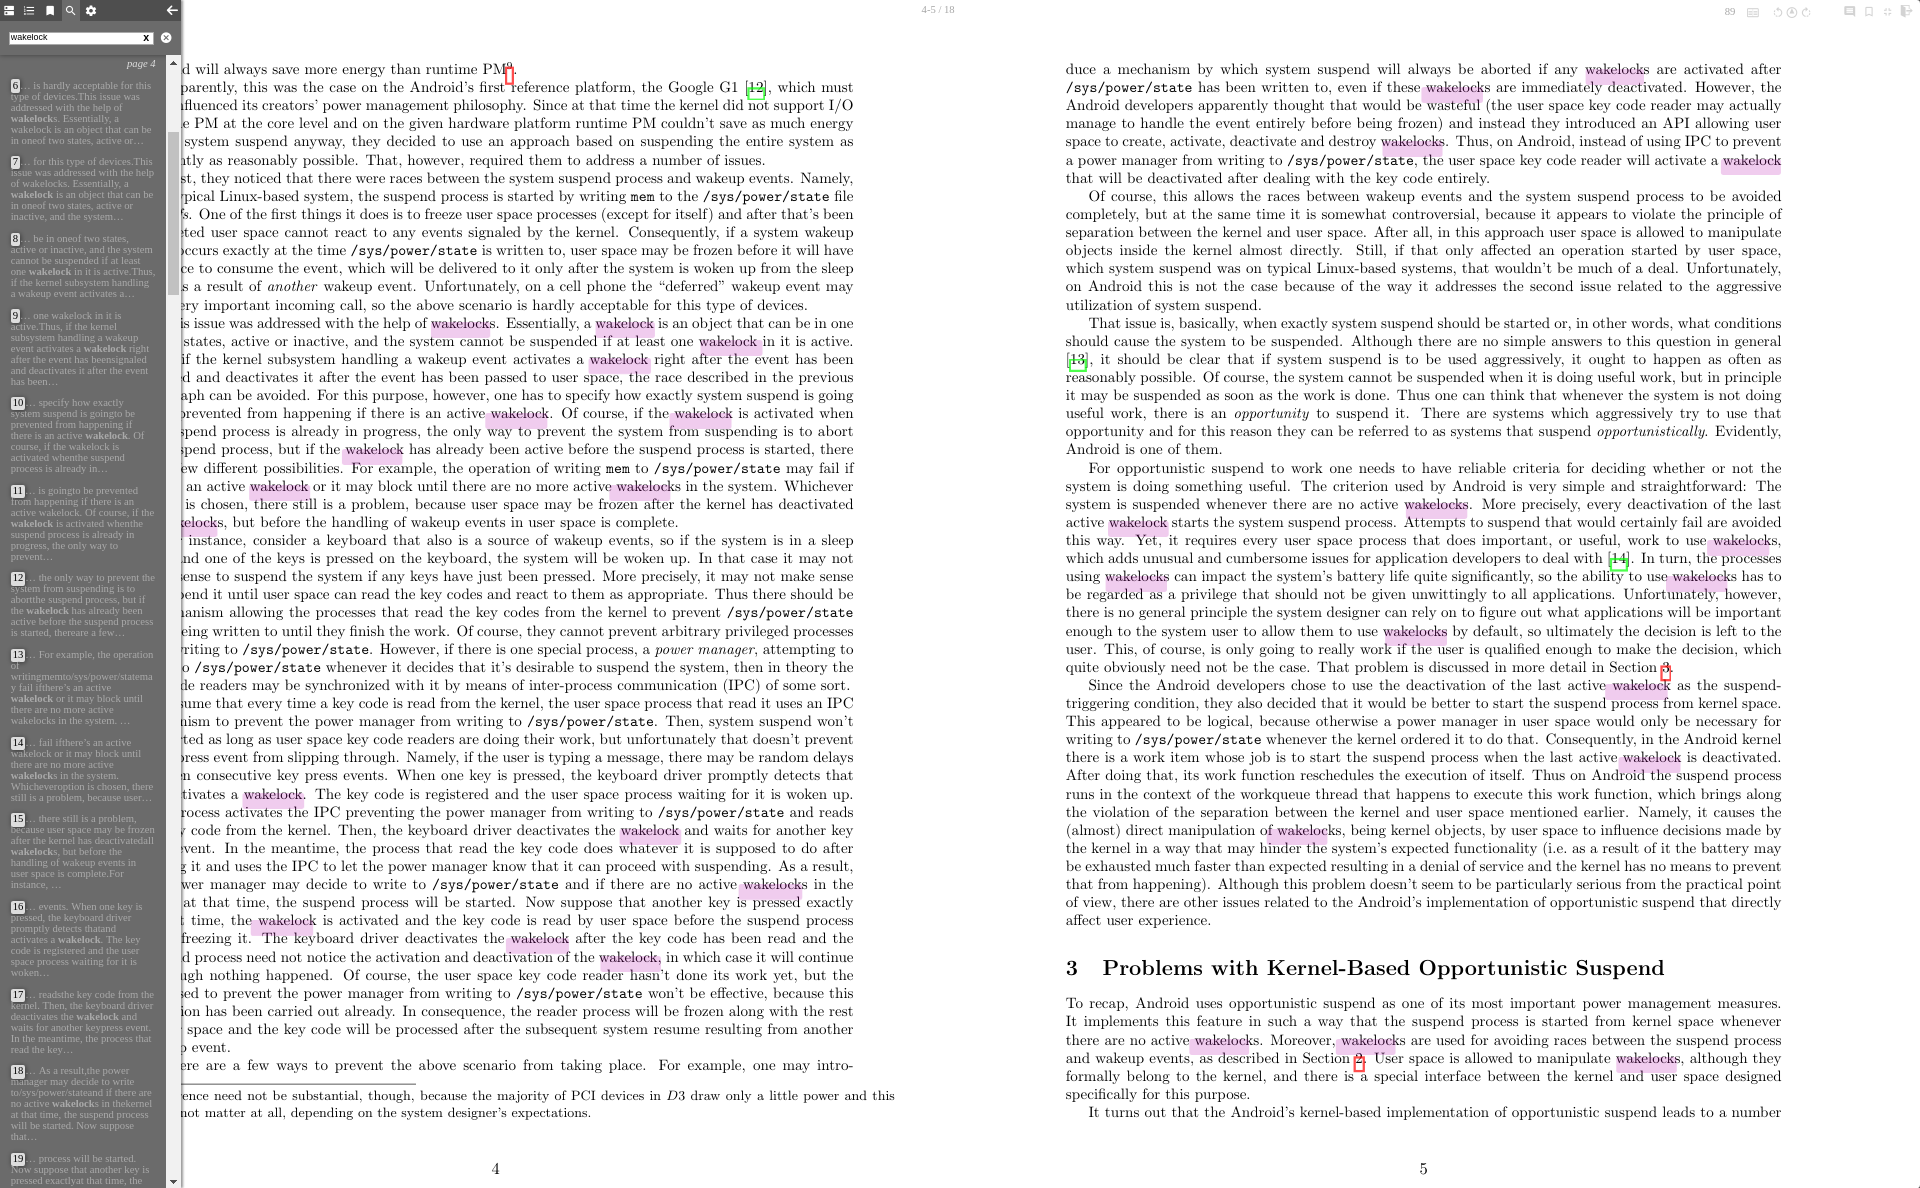 wakelock x
page 4
6 ... is hardly acceptable for this
type of devices.This issue was
addressed with the help of
wakelocks. Essentially, a
wakelock is an object that can be
in oneof two states, active or…
7 ... for this type of devices.This
issue was addressed with the help
of wakelocks. Essentially, a
wakelock is an object that can be
in oneof two states, active or
inactive, and the system…
8 ... be in oneof two states,
active or inactive, and the system
cannot be suspended if at least
one wakelock in it is active.Thus,
if the kernel subsystem handling
a wakeup event activates a…
9 ... one wakelock in it is
active.Thus, if the kernel
subsystem handling a wakeup
event activates a wakelock right
after the event has beensignaled
and deactivates it after the event
has been…
10 ... specify how exactly
system suspend is goingto be
prevented from happening if
there is an active wakelock. Of
course, if the wakelock is
activated whenthe suspend
process is already in…
11 ... is goingto be prevented
from happening if there is an
active wakelock. Of course, if the
wakelock is activated whenthe
suspend process is already in
progress, the only way to
prevent…
12 ... the only way to prevent the
system from suspending is to
abortthe suspend process, but if
the wakelock has already been
active before the suspend process
is started, thereare a few…
13 ... For example, the operation
of
writingmemto/sys/power/statema
y fail ifthere's an active
wakelock or it may block until
there are no more active
wakelocks in the system. …
14 ... fail ifthere's an active
wakelock or it may block until
there are no more active
wakelocks in the system.
Whicheveroption is chosen, there
still is a problem, because user…
15 ... there still is a problem,
because user space may be frozen
after the kernel has deactivatedall
wakelocks, but before the
handling of wakeup events in
user space is complete.For
instance, …
16 ... events. When one key is
pressed, the keyboard driver
promptly detects thatand
activates a wakelock. The key
code is registered and the user
space process waiting for it is
woken…
17 ... readsthe key code from the
kernel. Then, the keyboard driver
deactivates the wakelock and
waits for another keypress event.
In the meantime, the process that
read the key…
18 ... As a result,the power
manager may decide to write
to/sys/power/stateand if there are
no active wakelocks in thekernel
at that time, the suspend process
will be started. Now suppose
that…
19 ... process will be started.
Now suppose that another key is
pressed exactlyat that time, the
4-5 / 18
89
d will always save more energy than runtime PM
parently, this was the case on the Android's first reference platform, the Google G1 [12], which must
fluenced its creators' power management philosophy. Since at that time the kernel did not support I/O
e PM at the core level and on the given hardware platform runtime PM couldn't save as much energy
system suspend anyway, they decided to use an approach based on suspending the entire system as
ntly as reasonably possible. That, however, required them to address a number of issues.
st, they noticed that there were races between the system suspend process and wakeup events. Namely,
ypical Linux-based system, the suspend process is started by writing mem to the /sys/power/state file
fs. One of the first things it does is to freeze user space processes (except for itself) and after that's been
ted user space cannot react to any events signaled by the kernel. Consequently, if a system wakeup
occurs exactly at the time /sys/power/state is written to, user space may be frozen before it will have
ce to consume the event, which will be delivered to it only after the system is woken up from the sleep
s a result of another wakeup event. Unfortunately, on a cell phone the “deferred” wakeup event may
ery important incoming call, so the above scenario is hardly acceptable for this type of devices.
is issue was addressed with the help of wakelocks. Essentially, a wakelock is an object that can be in one
states, active or inactive, and the system cannot be suspended if at least one wakelock in it is active.
if the kernel subsystem handling a wakeup event activates a wakelock right after the event has been
d and deactivates it after the event has been passed to user space, the race described in the previous
aph can be avoided. For this purpose, however, one has to specify how exactly system suspend is going
prevented from happening if there is an active wakelock. Of course, if the wakelock is activated when
spend process is already in progress, the only way to prevent the system from suspending is to abort
spend process, but if the wakelock has already been active before the suspend process is started, there
ew different possibilities. For example, the operation of writing mem to /sys/power/state may fail if
an active wakelock or it may block until there are no more active wakelocks in the system. Whichever
is chosen, there still is a problem, because user space may be frozen after the kernel has deactivated
elocks, but before the handling of wakeup events in user space is complete.
instance, consider a keyboard that also is a source of wakeup events, so if the system is in a sleep
nd one of the keys is pressed on the keyboard, the system will be woken up. In that case it may not
ense to suspend the system if any keys have just been pressed. More precisely, it may not make sense
pend it until user space can read the key codes and react to them as appropriate. Thus there should be
hanism allowing the processes that read the key codes from the kernel to prevent /sys/power/state
eing written to until they finish the work. Of course, they cannot prevent arbitrary privileged processes
writing to /sys/power/state. However, if there is one special process, a power manager, attempting to
o /sys/power/state whenever it decides that it's desirable to suspend the system, then in theory the
de readers may be synchronized with it by means of inter-process communication (IPC) of some sort.
ume that every time a key code is read from the kernel, the user space process that read it uses an IPC
nism to prevent the power manager from writing to /sys/power/state. Then, system suspend won't
ted as long as user space key code readers are doing their work, but unfortunately that doesn't prevent
press event from slipping through. Namely, if the user is typing a message, there may be random delays
n consecutive key press events. When one key is pressed, the keyboard driver promptly detects that
tivates a wakelock. The key code is registered and the user space process waiting for it is woken up.
rocess activates the IPC preventing the power manager from writing to /sys/power/state and reads
y code from the kernel. Then, the keyboard driver deactivates the wakelock and waits for another key
vent. In the meantime, the process that read the key code does whatever it is supposed to do after
g it and uses the IPC to let the power manager know that it can proceed with suspending. As a result,
wer manager may decide to write to /sys/power/state and if there are no active wakelocks in the
at that time, the suspend process will be started. Now suppose that another key is pressed exactly
t time, the wakelock is activated and the key code is read by user space before the suspend process
freezing it. The keyboard driver deactivates the wakelock after the key code has been read and the
d process need not notice the activation and deactivation of the wakelock, in which case it will continue
ugh nothing happened. Of course, the user space key code reader hasn't done its work yet, but the
sed to prevent the power manager from writing to /sys/power/state won't be effective, because this
ion has been carried out already. In consequence, the reader process will be frozen along with the rest
space and the key code will be processed after the subsequent system resume resulting from another
p event.
ere are a few ways to prevent the above scenario from taking place. For example, one may intro-
ence need not be substantial, though, because the majority of PCI devices in D3 draw only a little power and this
not matter at all, depending on the system designer's expectations.
4
duce a mechanism by which system suspend will always be aborted if any wakelocks are activated after
/sys/power/state has been written to, even if these wakelocks are immediately deactivated. However, the
Android developers apparently thought that would be wasteful (the user space key code reader may actually
manage to handle the event entirely before being frozen) and instead they introduced an API allowing user
space to create, activate, deactivate and destroy wakelocks. Thus, on Android, instead of using IPC to prevent
a power manager from writing to /sys/power/state, the user space key code reader will activate a wakelock
that will be deactivated after dealing with the key code entirely.
Of course, this allows the races between wakeup events and the system suspend process to be avoided
completely, but at the same time it is somewhat controversial, because it appears to violate the principle of
separation between the kernel and user space. After all, in this approach user space is allowed to manipulate
objects inside the kernel almost directly. Still, if that only affected an operation started by user space,
which system suspend was on typical Linux-based systems, that wouldn't be much of a deal. Unfortunately,
on Android this is not the case because of the way it addresses the second issue related to the aggressive
utilization of system suspend.
That issue is, basically, when exactly system suspend should be started or, in other words, what conditions
should cause the system to be suspended. Although there are no simple answers to this question in general
[13], it should be clear that if system suspend is to be used aggressively, it ought to happen as often as
reasonably possible. Of course, the system cannot be suspended when it is doing useful work, but in principle
it may be suspended as soon as the work is done. Thus one can think that whenever the system is not doing
useful work, there is an opportunity to suspend it. There are systems which aggressively try to use that
opportunity and for this reason they can be referred to as systems that suspend opportunistically. Evidently,
Android is one of them.
For opportunistic suspend to work one needs to have reliable criteria for deciding whether or not the
system is doing something useful. The criterion used by Android is very simple and straightforward: The
system is suspended whenever there are no active wakelocks. More precisely, every deactivation of the last
active wakelock starts the system suspend process. Attempts to suspend that would certainly fail are avoided
this way. Yet, it requires every user space process that does important, or useful, work to use wakelocks,
which adds unusual and cumbersome issues for application developers to deal with [14]. In turn, the processes
using wakelocks can impact the system's battery life quite significantly, so the ability to use wakelocks has to
be regarded as a privilege that should not be given unwittingly to all applications. Unfortunately, however,
there is no general principle the system designer can rely on to figure out what applications will be important
enough to the system user to allow them to use wakelocks by default, so ultimately the decision is left to the
user. This, of course, is only going to really work if the user is qualified enough to make the decision, which
quite obviously need not be the case. That problem is discussed in more detail in Section
Since the Android developers chose to use the deactivation of the last active wakelock as the suspend-
triggering condition, they also decided that it would be better to start the suspend process from kernel space.
This appeared to be logical, because otherwise a power manager in user space would only be necessary for
writing to /sys/power/state whenever the kernel ordered it to do that. Consequently, in the Android kernel
there is a work item whose job is to start the suspend process when the last active wakelock is deactivated.
After doing that, its work function reschedules the execution of itself. Thus on Android the suspend process
runs in the context of the workqueue thread that happens to execute this work function, which brings along
the violation of the separation between the kernel and user space mentioned earlier. Namely, it causes the
(almost) direct manipulation of wakelocks, being kernel objects, by user space to influence decisions made by
the kernel in a way that may hinder the system's expected functionality (i.e. as a result of it the battery may
be exhausted much faster than expected resulting in a denial of service and the kernel has no means to prevent
that from happening). Although this problem doesn't seem to be particularly serious from the practical point
of view, there are other issues related to the Android's implementation of opportunistic suspend that directly
affect user experience.
3 Problems with Kernel-Based Opportunistic Suspend
To recap, Android uses opportunistic suspend as one of its most important power management measures.
It implements this feature in such a way that the suspend process is started from kernel space whenever
there are no active wakelocks. Moreover, wakelocks are used for avoiding races between the suspend process
and wakeup events, as described in Section 2. User space is allowed to manipulate wakelocks, although they
formally belong to the kernel, and there is a special interface between the kernel and user space designed
specifically for this purpose.
It turns out that the Android's kernel-based implementation of opportunistic suspend leads to a number
5